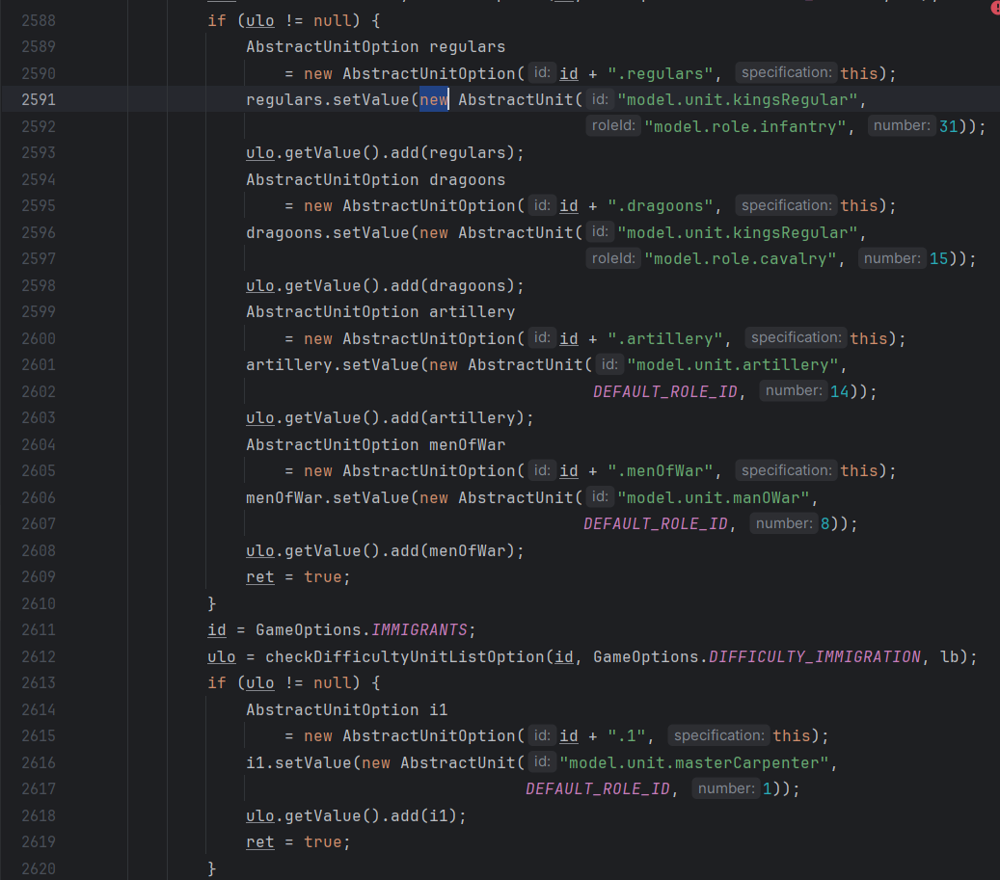 2588 if (ulo != null) {
2589 AbstractUnitOption regulars
2590 = new AbstractUnitOption( id: id + ".regulars", specification: this);
2591 regulars.setValue(new AbstractUnit( id: "model.unit.kingsRegular",
2592 roleId: "model.role.infantry", number: 31));
2593 ulo.getValue().add(regulars);
2594 AbstractUnitOption dragoons
2595 = new AbstractUnitOption( id: id + ".dragoons", specification: this);
2596 dragoons.setValue(new AbstractUnit( id: "model.unit.kingsRegular",
2597 roleId: "model.role.cavalry", number: 15));
2598 ulo.getValue().add(dragoons);
2599 AbstractUnitOption artillery
2600 = new AbstractUnitOption( id: id + ".artillery", specification: this);
2601 artillery.setValue(new AbstractUnit( id: "model.unit.artillery",
2602 DEFAULT_ROLE_ID, number: 14));
2603 ulo.getValue().add(artillery);
2604 AbstractUnitOption menOfWar
2605 = new AbstractUnitOption( id: id + ".menOfWar", specification: this);
2606 menOfWar.setValue(new AbstractUnit( id: "model.unit.manOWar",
2607 DEFAULT_ROLE_ID, number: 8));
2608 ulo.getValue().add(menOfWar);
2609 ret = true;
2610 }
2611 id = GameOptions.IMMIGRANTS;
2612 ulo = checkDifficultyUnitListOption(id, GameOptions.DIFFICULTY_IMMIGRATION, lb);
2613 if (ulo != null) {
2614 AbstractUnitOption i1
2615 = new AbstractUnitOption( id: id + ".1", specification: this);
2616 i1.setValue(new AbstractUnit( id: "model.unit.masterCarpenter",
2617 DEFAULT_ROLE_ID, number: 1));
2618 ulo.getValue().add(i1);
2619 ret = true;
2620 }